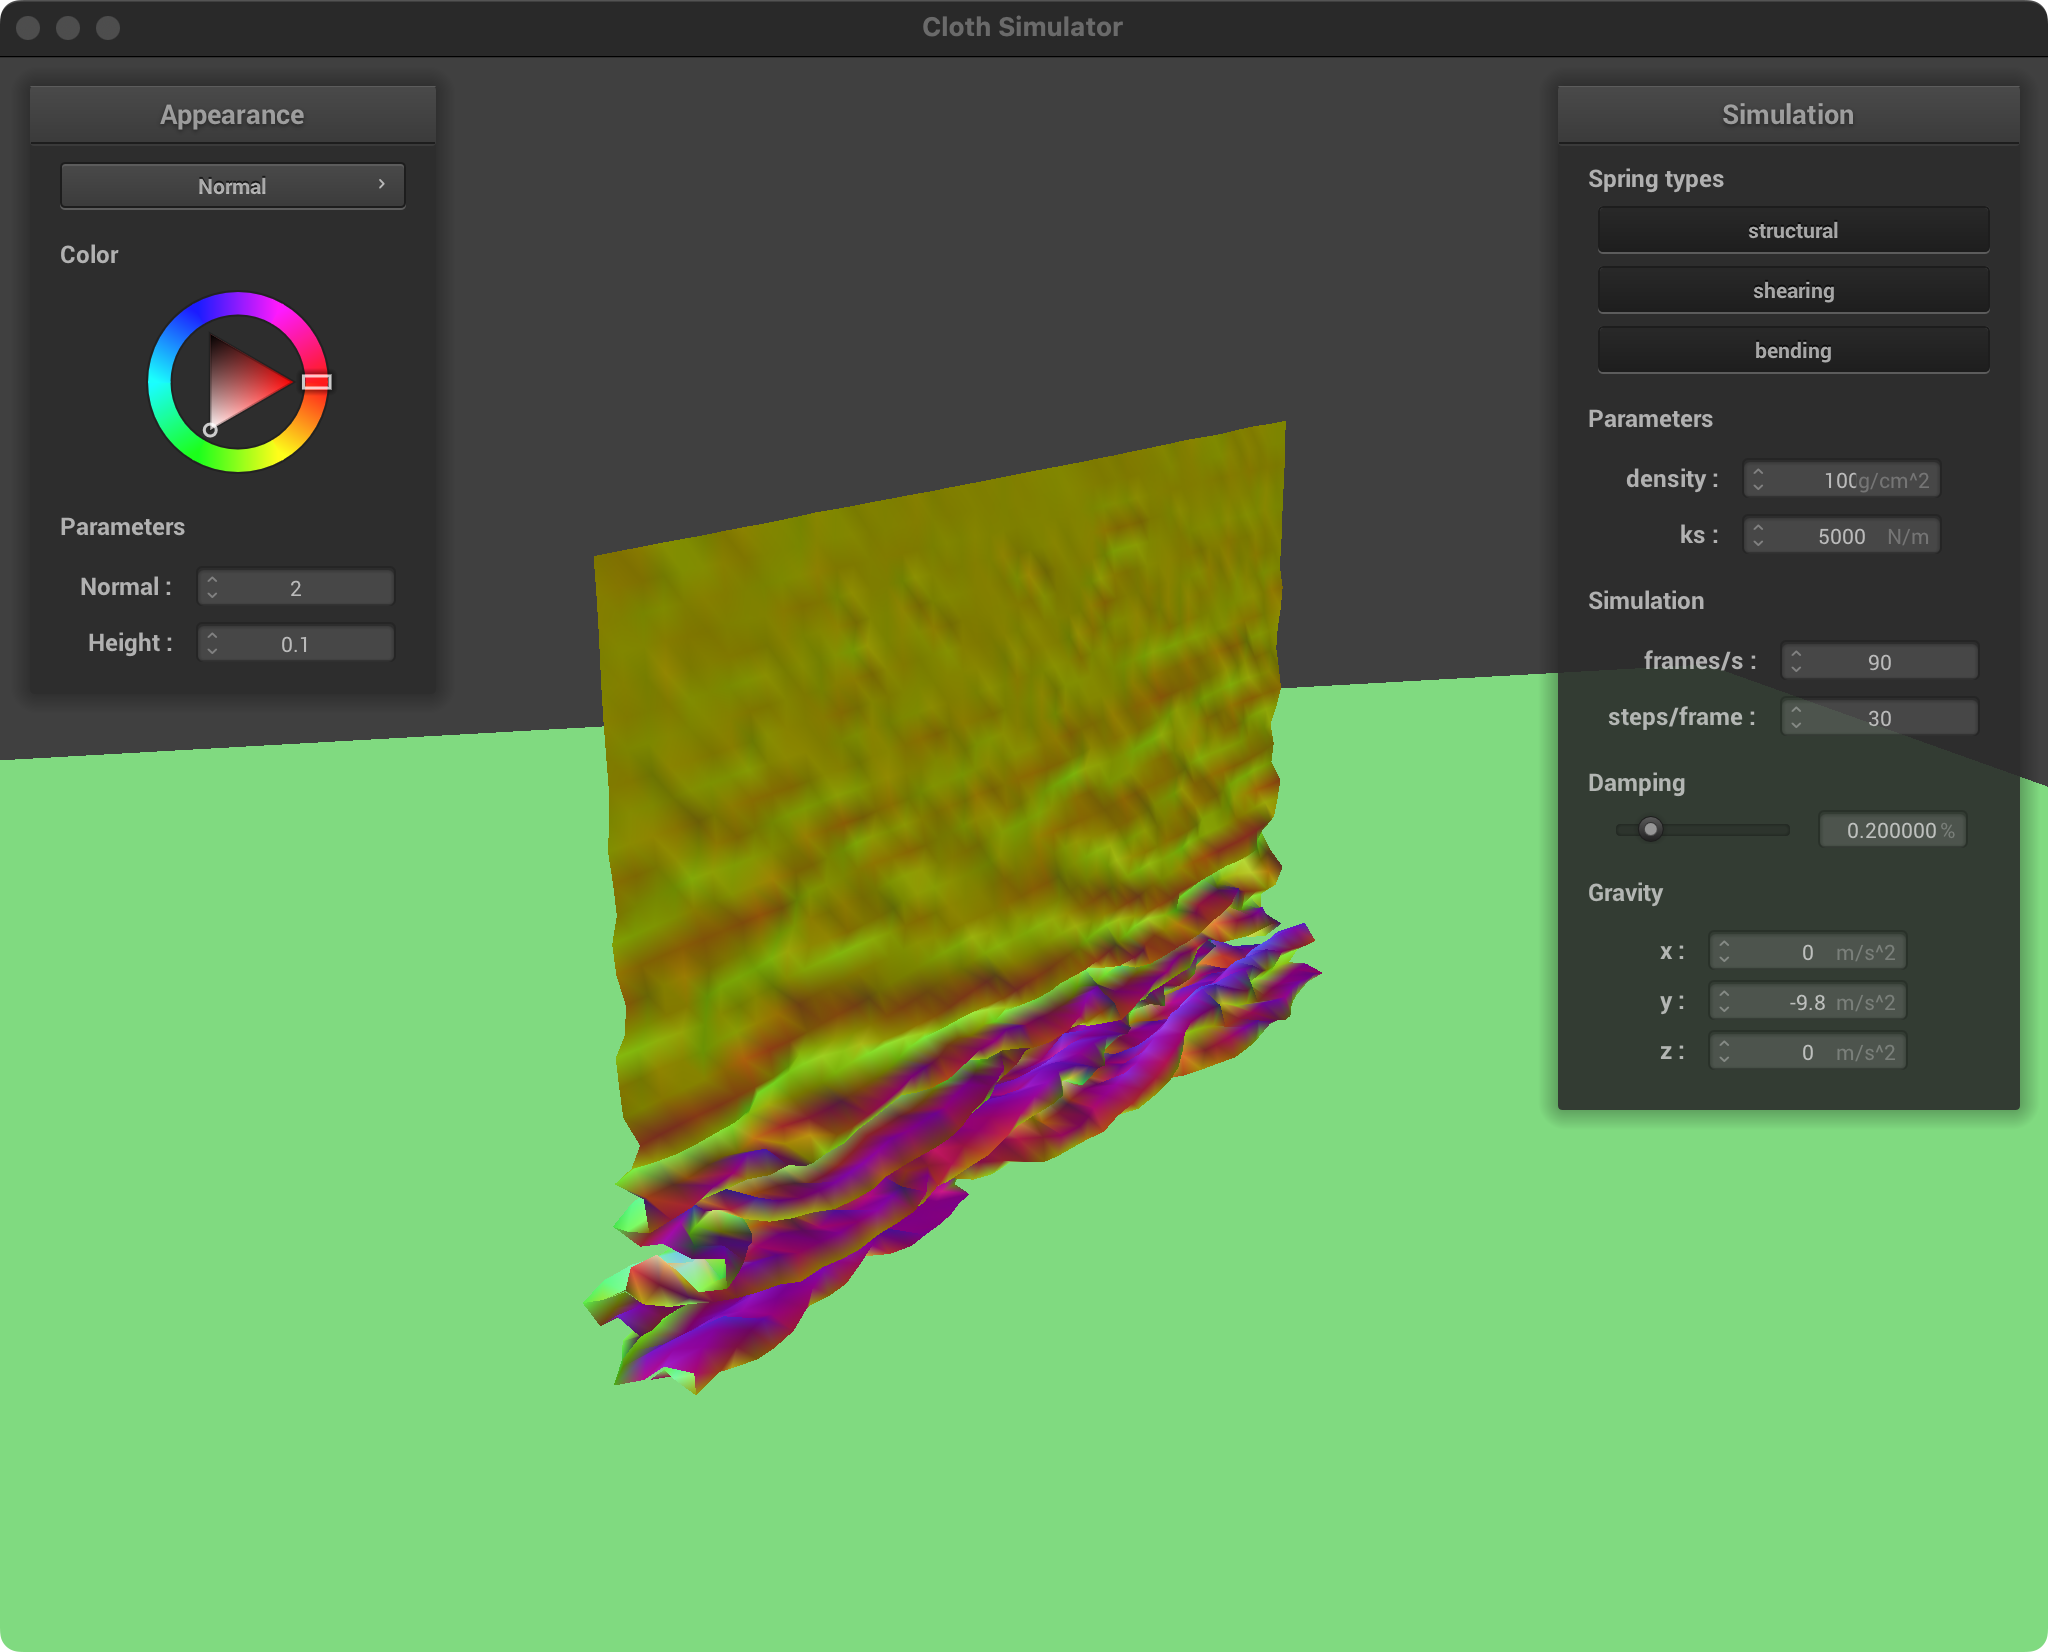 Cloth Simulator
Appearance
Normal
Color
Parameters
Normal : 2
Height : 0.1
Simulation
Spring types
structural
shearing
bending
Parameters
density : 100 g/cm^2
ks : 5000 N/m
Simulation
frames/s : 90
steps/frame : 30
Damping
0.200000 %
Gravity
x : 0 m/s^2
y : -9.8 m/s^2
z : 0 m/s^2